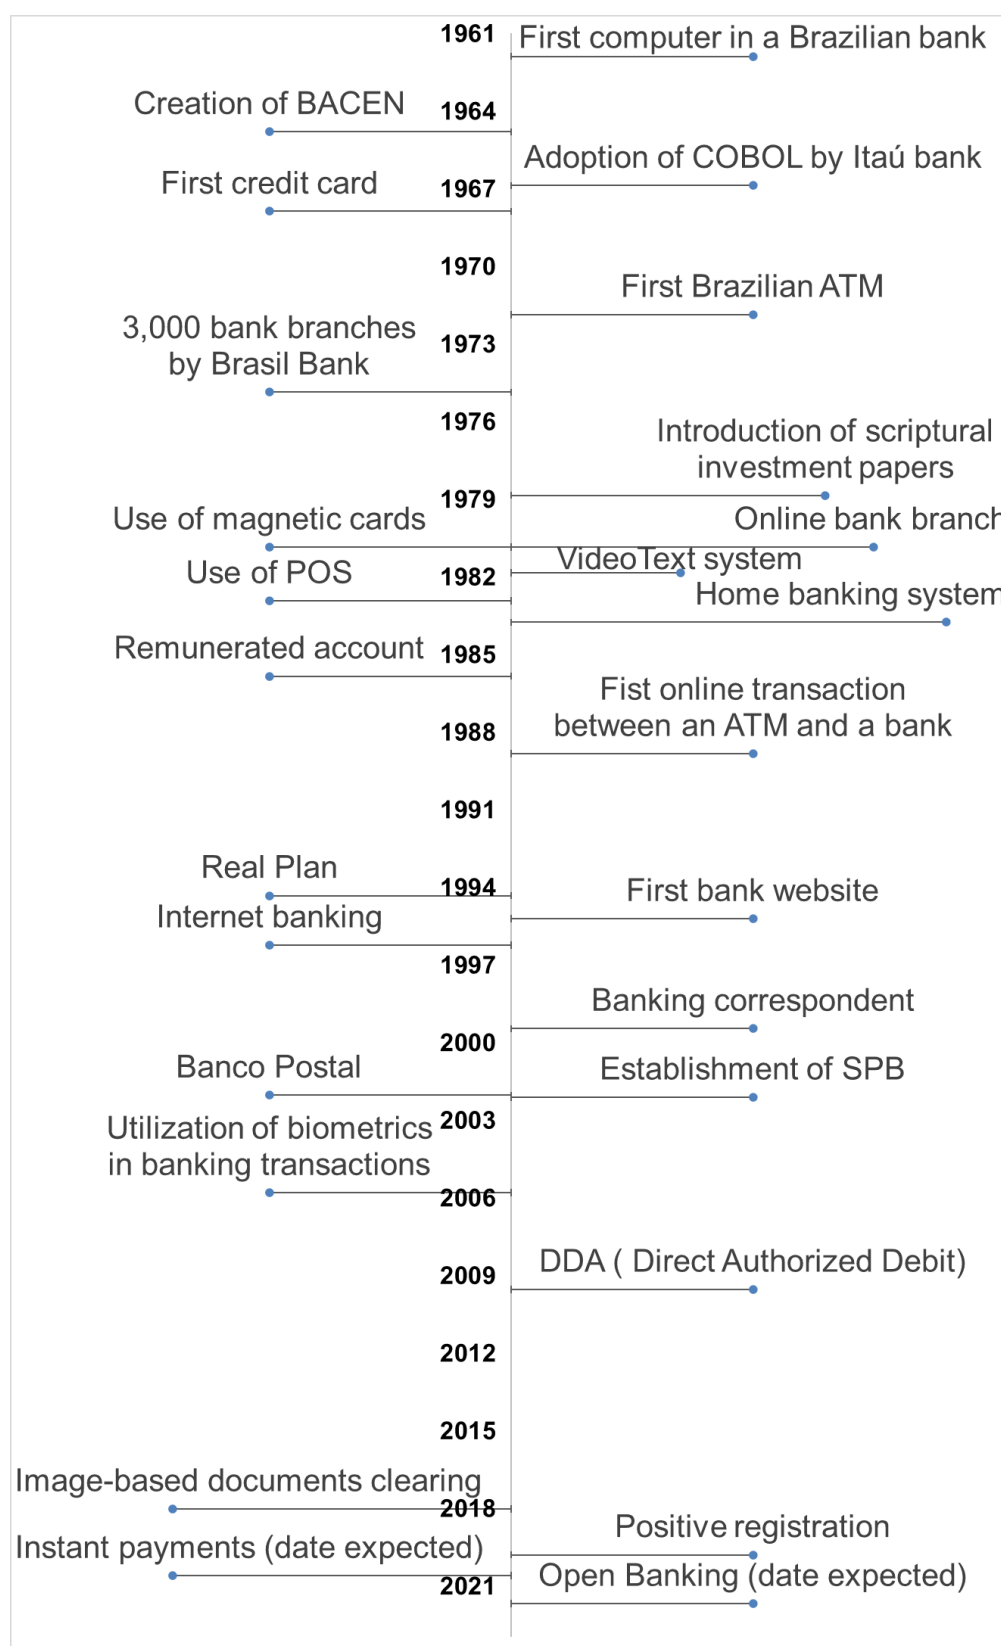 1961
First computer in a Brazilian bank
Creation of BACEN
1964
Adoption of COBOL by Itaú bank
First credit card
1967
1970
First Brazilian ATM
3,000 bank branches
by Brasil Bank
1973
1976
Introduction of scriptural
investment papers
1979
Use of magnetic cards
Online bank branch
VideoText system
Use of POS
1982
Home banking system
Remunerated account
1985
Fist online transaction
between an ATM and a bank
1988
1991
Real Plan
1994
First bank website
Internet banking
1997
Banking correspondent
2000
Banco Postal
Establishment of SPB
2003
Utilization of biometrics
in banking transactions
2006
DDA ( Direct Authorized Debit)
2009
2012
2015
Image-based documents clearing
2018
Positive registration
Instant payments (date expected)
2021
Open Banking (date expected)